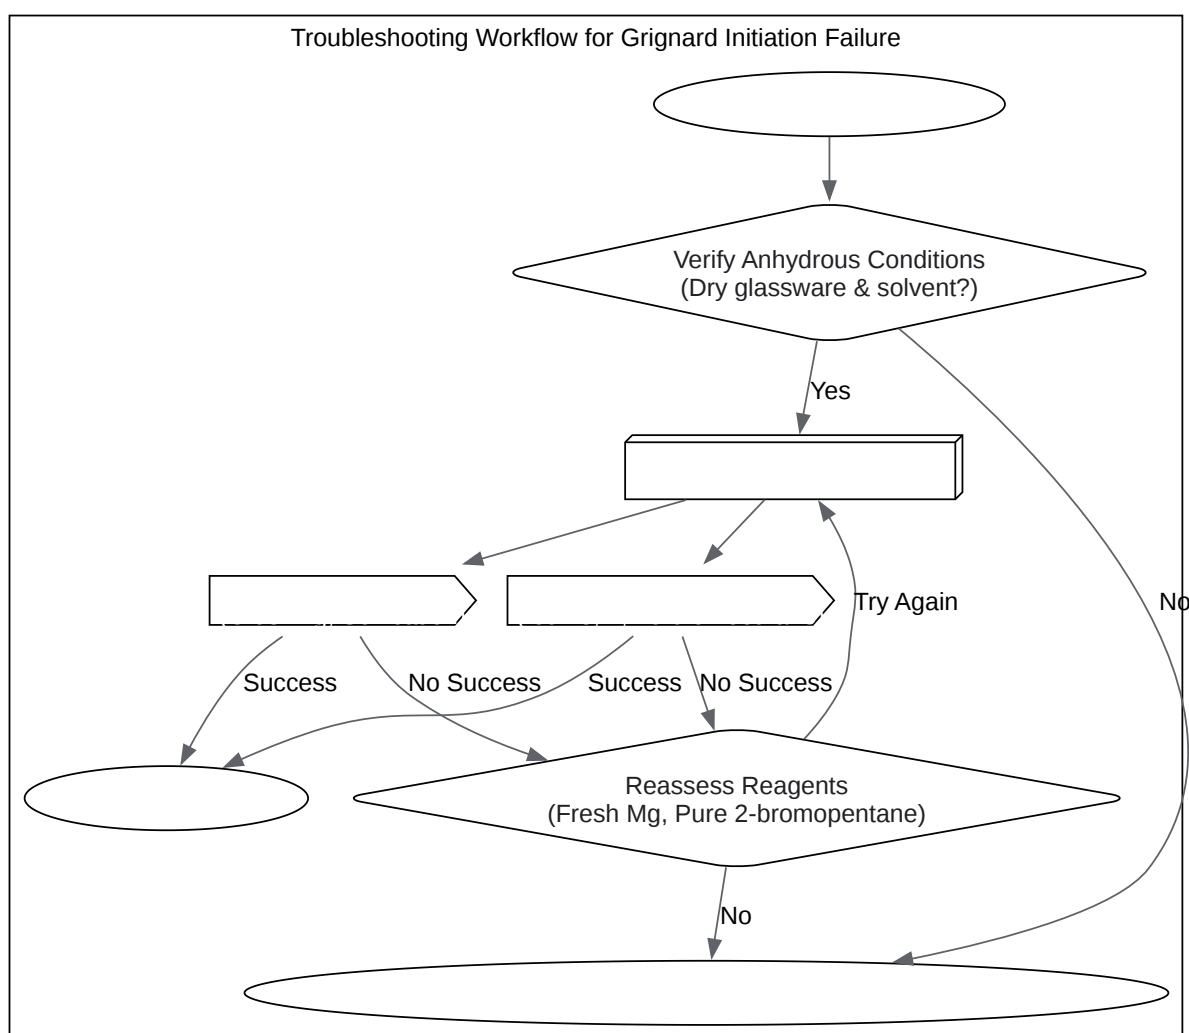 Troubleshooting Workflow for Grignard Initiation Failure
Verify Anhydrous Conditions
(Dry glassware & solvent?)
Yes
No
Try Again
Success
No Success
Success
No Success
Reassess Reagents
(Fresh Mg, Pure 2-bromopentane)
No